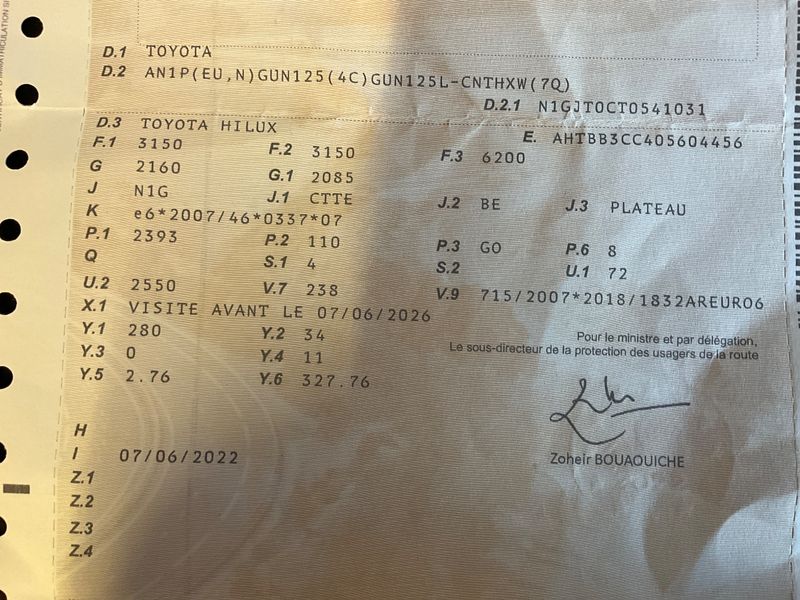 D.1 TOYOTA
D.2 AN1P(EU,N)GUN125(4C)GUN125L-CNTHXW(7Q)
D.2.1 N1GJT0CT0541031
D.3 TOYOTA HILUX
E. AHTBB3CC405604456
F.1 3150 F.2 3150 F.3 6200
G 2160 G.1 2085
J N1G J.1 CTTE J.2 BE J.3 PLATEAU
K e6*2007/46*0337*07
P.1 2393 P.2 110 P.3 GO P.6 8
Q S.1 4 S.2 U.1 72
U.2 2550 V.7 238 V.9 715/2007*2018/1832AREURO6
X.1 VISITE AVANT LE 07/06/2026
Y.1 280 Y.2 34
Y.3 0 Y.4 11
Y.5 2.76 Y.6 327.76
Pour le ministre et par délégation,
Le sous-directeur de la protection des usagers de la route
Zoheir BOUAOUICHE
H
I 07/06/2022
Z.1
Z.2
Z.3
Z.4